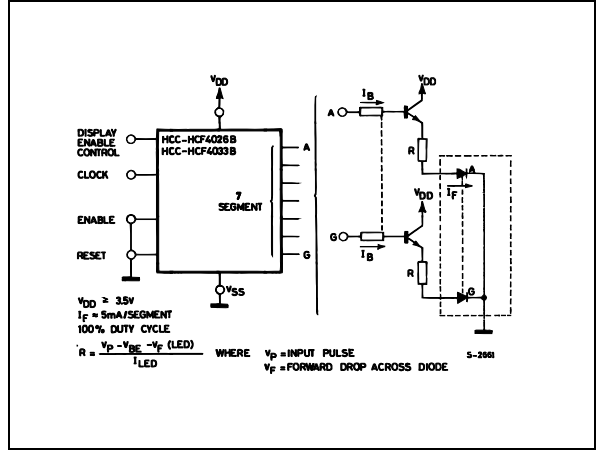 VDD
DISPLAY
ENABLE
CONTROL
CLOCK
ENABLE
RESET
HCC-HCF4026B
HCC-HCF4033B
7
SEGMENT
A
G
VSS
VDD
IB
A
R
A
IF
VDD
G
IB
R
G
VDD ≥ 3.5V
IF ≈ 5mA/SEGMENT
100% DUTY CYCLE
R = VP -VBE -VF (LED)
ILED
WHERE VP = INPUT PULSE
VF = FORWARD DROP ACROSS DIODE
S-2661